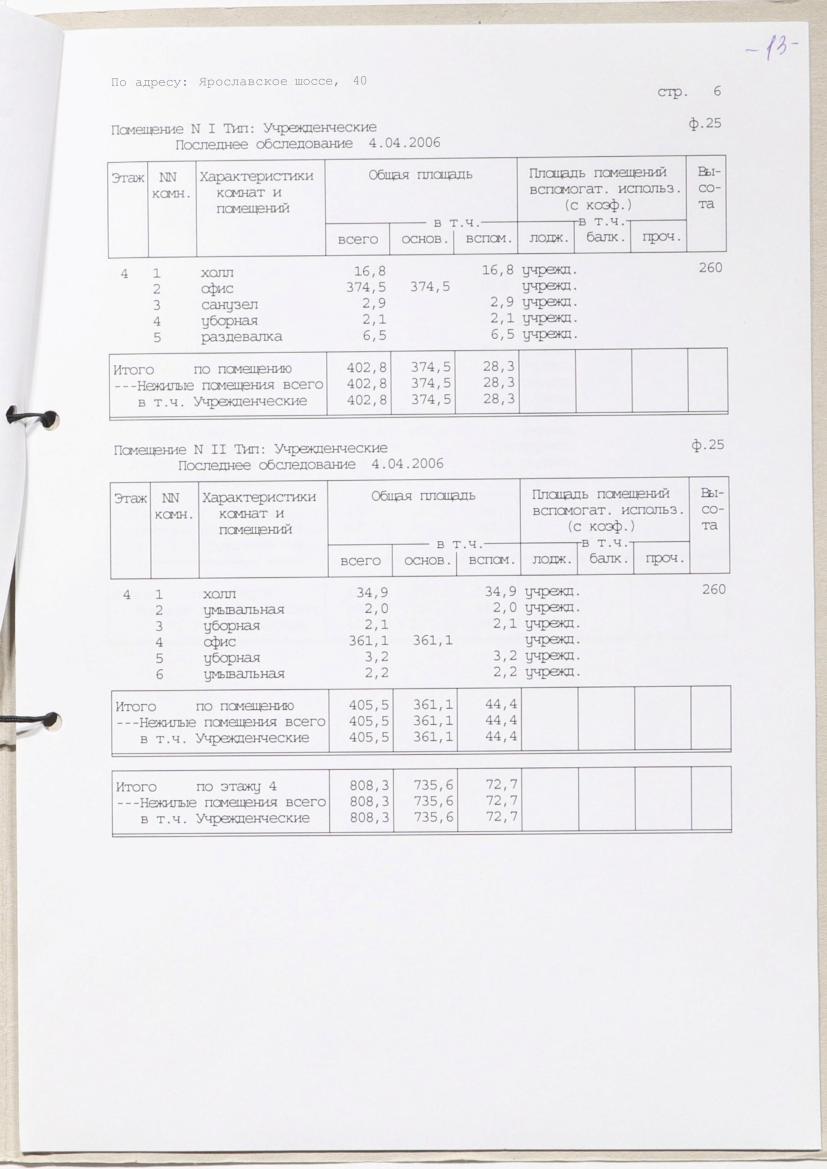 -13-
По адресу: Ярославское шоссе, 40
стр. 6
Помещение N I Тип: Учрежденческие ф.25
Последнее обследование 4.04.2006
Этаж NN Характеристики Общая площадь Площадь помещений Вы-
комн. комнат и вспомогат. использ. со-
помещений (с коэф.) та
в т.ч. в т.ч.
всего основ. вспом. лодж. балк. проч.
4 1 холл 16,8 16,8 учрежд. 260
2 офис 374,5 374,5 учрежд.
3 санузел 2,9 2,9 учрежд.
4 уборная 2,1 2,1 учрежд.
5 раздевалка 6,5 6,5 учрежд.
Итого по помещению 402,8 374,5 28,3
---Нежилые помещения всего 402,8 374,5 28,3
в т.ч. Учрежденческие 402,8 374,5 28,3
Помещение N II Тип: Учрежденческие ф.25
Последнее обследование 4.04.2006
Этаж NN Характеристики Общая площадь Площадь помещений Вы-
комн. комнат и вспомогат. использ. со-
помещений (с коэф.) та
в т.ч. в т.ч.
всего основ. вспом. лодж. балк. проч.
4 1 холл 34,9 34,9 учрежд. 260
2 умывальная 2,0 2,0 учрежд.
3 уборная 2,1 2,1 учрежд.
4 офис 361,1 361,1 учрежд.
5 уборная 3,2 3,2 учрежд.
6 умывальная 2,2 2,2 учрежд.
Итого по помещению 405,5 361,1 44,4
---Нежилые помещения всего 405,5 361,1 44,4
в т.ч. Учрежденческие 405,5 361,1 44,4
Итого по этажу 4 808,3 735,6 72,7
---Нежилые помещения всего 808,3 735,6 72,7
в т.ч. Учрежденческие 808,3 735,6 72,7